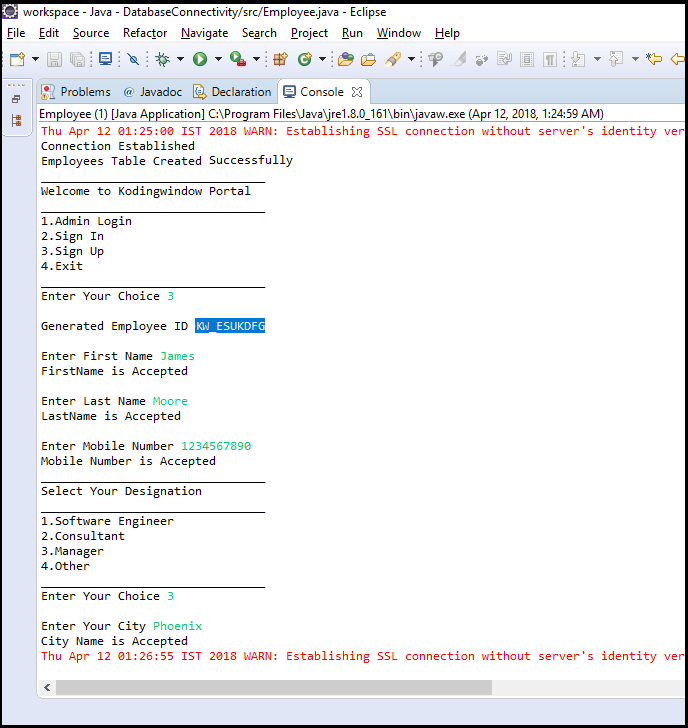 workspace - Java - DatabaseConnectivity/src/Employee.java - Eclipse
File Edit Source Refactor Navigate Search Project Run Window Help
Problems @ Javadoc Declaration Console
Employee (1) [Java Application] C:\Program Files\Java\jre1.8.0_161\bin\javaw.exe (Apr 12, 2018, 1:24:59 AM)
Thu Apr 12 01:25:00 IST 2018 WARN: Establishing SSL connection without server's identity ver
Connection Established
Employees Table Created Successfully
Welcome to Kodingwindow Portal
1.Admin Login
2.Sign In
3.Sign Up
4.Exit
Enter Your Choice 3
Generated Employee ID KW_ESUKDFG
Enter First Name James
FirstName is Accepted
Enter Last Name Moore
LastName is Accepted
Enter Mobile Number 1234567890
Mobile Number is Accepted
Select Your Designation
1.Software Engineer
2.Consultant
3.Manager
4.Other
Enter Your Choice 3
Enter Your City Phoenix
City Name is Accepted
Thu Apr 12 01:26:55 IST 2018 WARN: Establishing SSL connection without server's identity ver